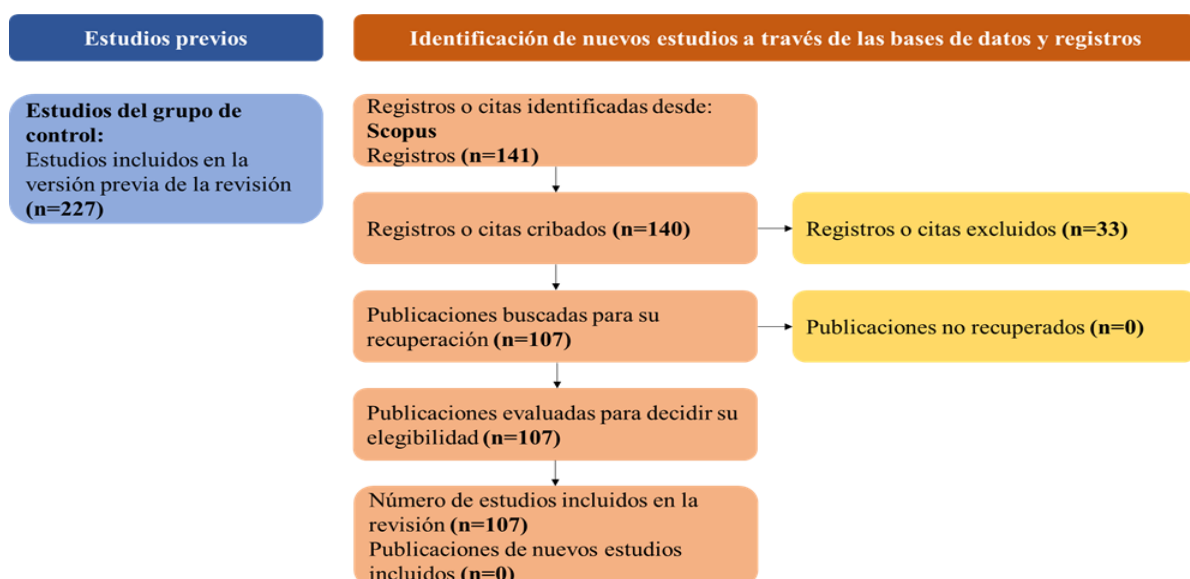 Estudios previos
Identificación de nuevos estudios a través de las bases de datos y registros
Estudios del grupo de
control:
Estudios incluidos en la
versión previa de la revisión
(n=227)
Registros o citas identificadas desde:
Scopus
Registros (n=141)
Registros o citas cribados (n=140)
Registros o citas excluidos (n=33)
Publicaciones buscadas para su
recuperación (n=107)
Publicaciones no recuperados (n=0)
Publicaciones evaluadas para decidir su
elegibilidad (n=107)
Número de estudios incluidos en la
revisión (n=107)
Publicaciones de nuevos estudios
incluidos (n=0)